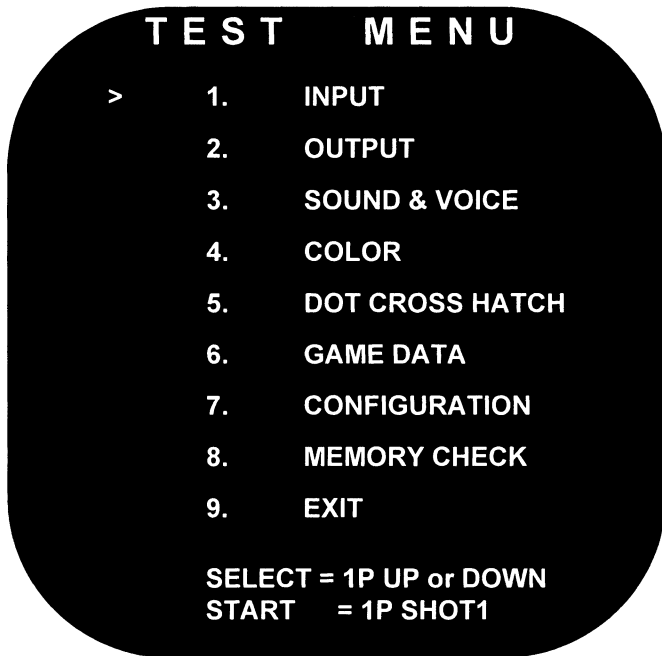 TEST MENU
> 1. INPUT
2. OUTPUT
3. SOUND & VOICE
4. COLOR
5. DOT CROSS HATCH
6. GAME DATA
7. CONFIGURATION
8. MEMORY CHECK
9. EXIT
SELECT = 1P UP or DOWN
START = 1P SHOT1